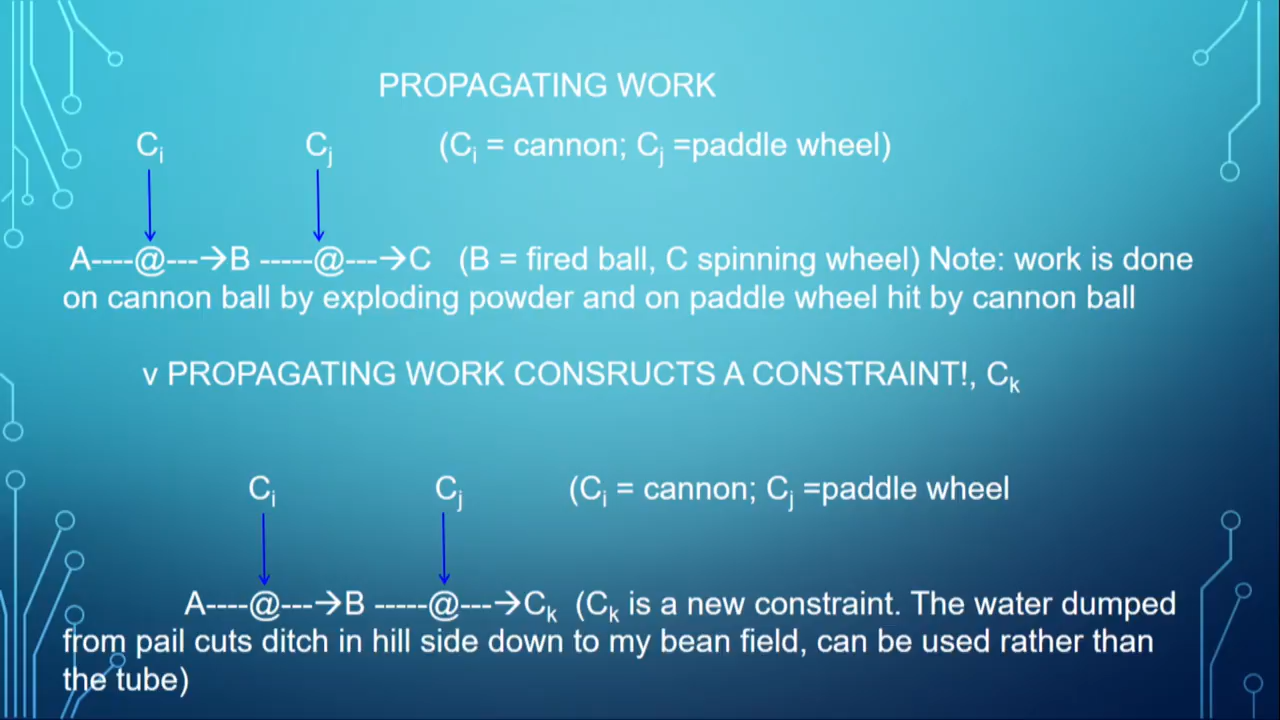 PROPAGATING WORK
Ci Cj (Ci = cannon; Cj =paddle wheel)
A----@---→B -----@---→C (B = fired ball, C spinning wheel) Note: work is done
on cannon ball by exploding powder and on paddle wheel hit by cannon ball
v PROPAGATING WORK CONSRUCTS A CONSTRAINT!, Ck
Ci Cj (Ci = cannon; Cj =paddle wheel
A----@---→B -----@---→Ck (Ck is a new constraint. The water dumped
from pail cuts ditch in hill side down to my bean field, can be used rather than
the tube)